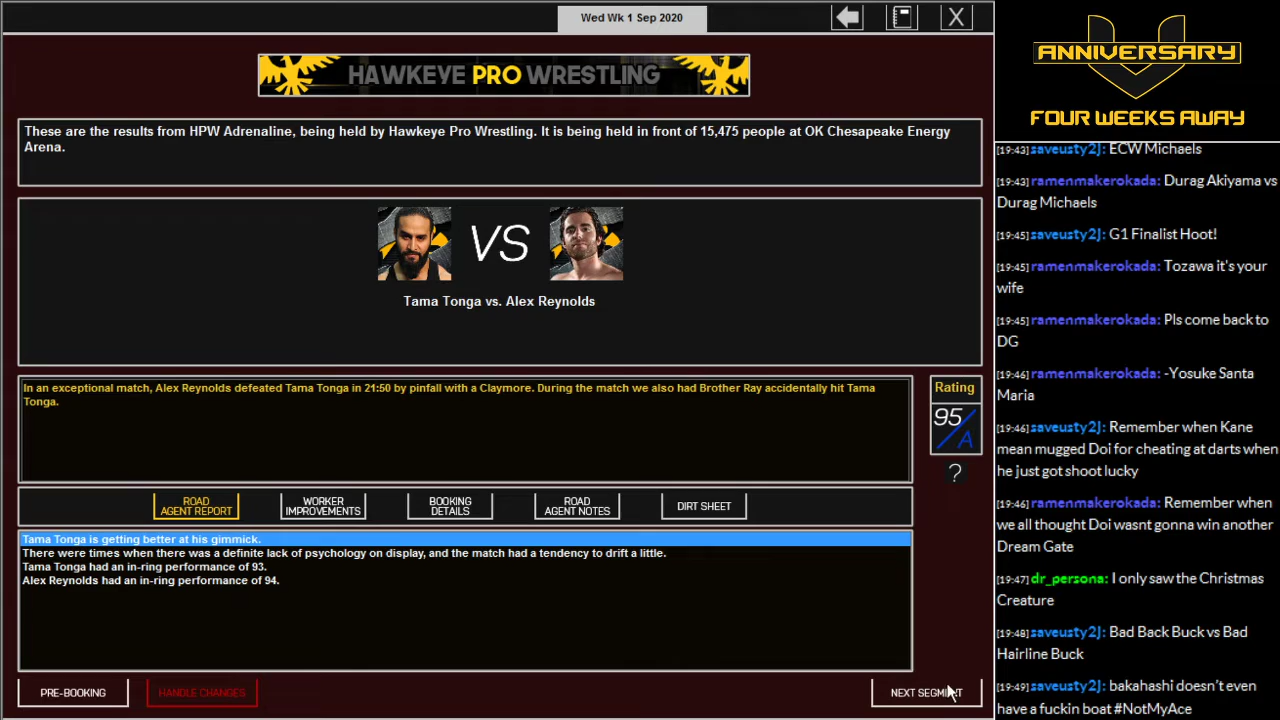 Wed Wk 1 Sep 2020
X
HAWKEYE PRO WRESTLING
These are the results from HPW Adrenaline, being held by Hawkeye Pro Wrestling. It is being held in front of 15,475 people at OK Chesapeake Energy
Arena.
VS
Tama Tonga vs. Alex Reynolds
In an exceptional match, Alex Reynolds defeated Tama Tonga in 21:50 by pinfall with a Claymore. During the match we also had Brother Ray accidentally hit Tama
Tonga.
Rating
95/A
?
ROAD
AGENT REPORT
WORKER
IMPROVEMENTS
BOOKING
DETAILS
ROAD
AGENT NOTES
DIRT SHEET
Tama Tonga is getting better at his gimmick.
There were times when there was a definite lack of psychology on display, and the match had a tendency to drift a little.
Tama Tonga had an in-ring performance of 93.
Alex Reynolds had an in-ring performance of 94.
PRE-BOOKING
HANDLE CHANGES
NEXT SEGMENT
ANNIVERSARY
FOUR WEEKS AWAY
[19:43] saveusty2J: ECW Michaels
[19:43] ramenmakerokada: Durag Akiyama vs
Durag Michaels
[19:45] saveusty2J: G1 Finalist Hoot!
[19:45] ramenmakerokada: Tozawa it's your
wife
[19:45] ramenmakerokada: Pls come back to
DG
[19:46] ramenmakerokada: -Yosuke Santa
Maria
[19:46] saveusty2J: Remember when Kane
mean mugged Doi for cheating at darts when
he just got shoot lucky
[19:46] ramenmakerokada: Remember when
we all thought Doi wasnt gonna win another
Dream Gate
[19:47] dr_persona: I only saw the Christmas
Creature
[19:48] saveusty2J: Bad Back Buck vs Bad
Hairline Buck
[19:49] saveusty2J: bakahashi doesn't even
have a fuckin boat #NotMyAce